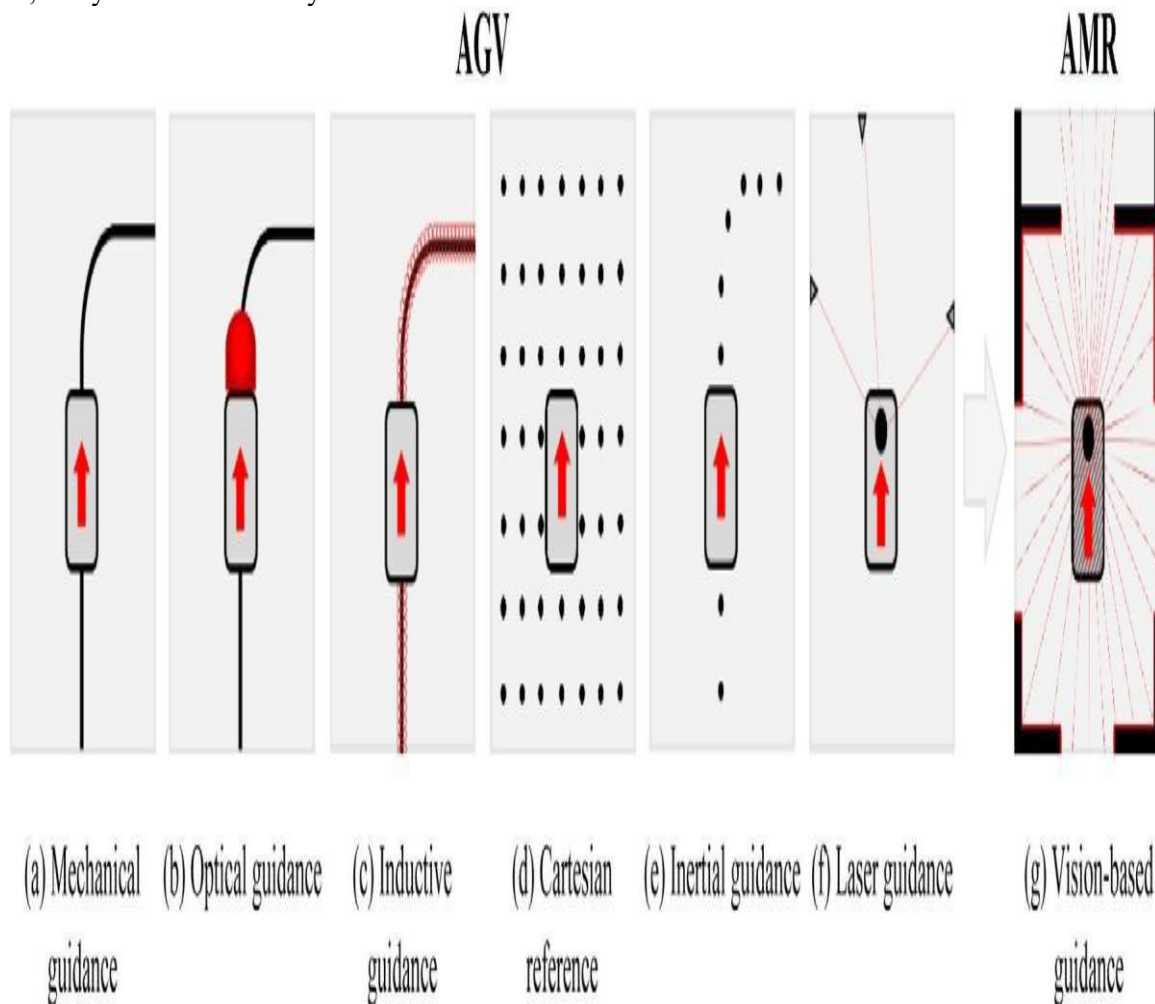 AGV
AMR
(a) Mechanical guidance
(b) Optical guidance
(c) Inductive guidance
(d) Cartesian reference
(e) Inertial guidance
(f) Laser guidance
(g) Vision-based guidance